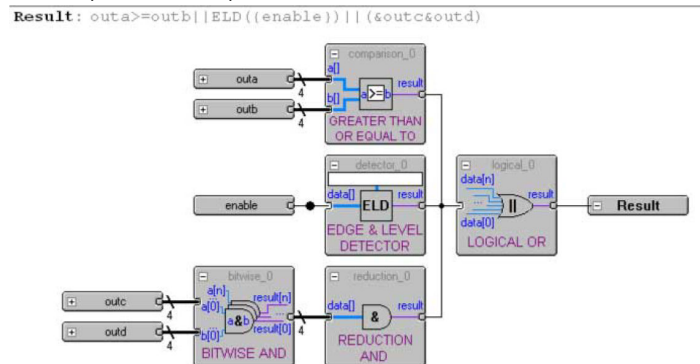 Result: outa>=outb||ELD({enable})||(&outc&outd)
comparison_0
a[]
outa
4
result
a>=b
b[]
outb
4
GREATER THAN
OR EQUAL TO
detector_0
logical_0
data[n]
enable
data[]
ELD
result
...
||
result
Result
data[0]
EDGE & LEVEL
DETECTOR
LOGICAL OR
bitwise_0
reduction_0
a[n]
result[n]
outc
4
...
a[0]
a&b
...
data[]
&
result
outd
4
b[0]
result[0]
4
BITWISE AND
REDUCTION
AND